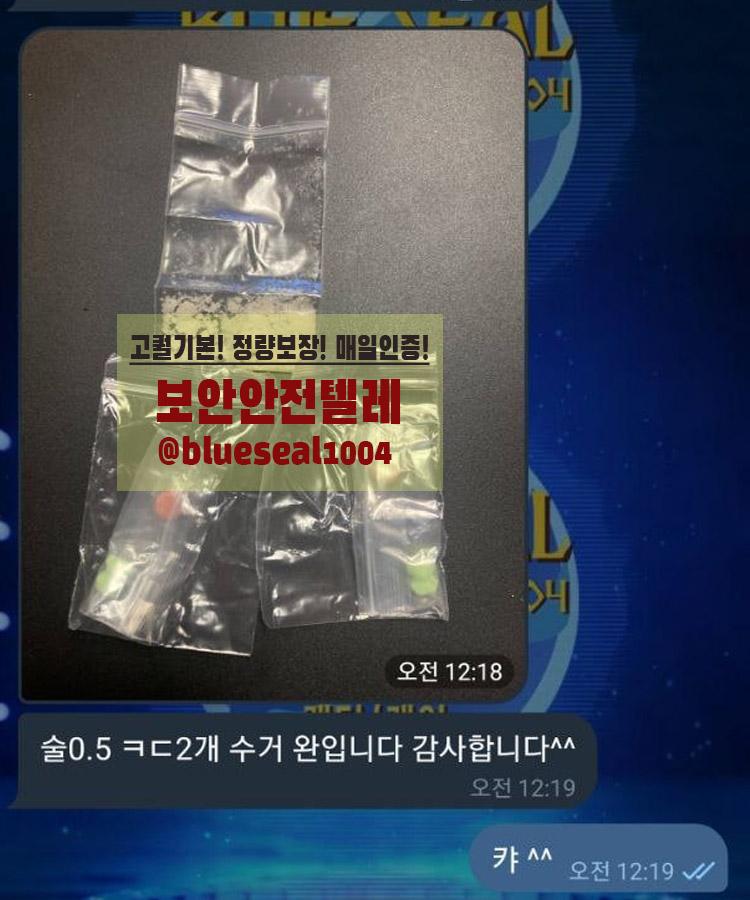 고퀄기본! 정량보장! 매일인증!
보안안전텔레
@blueseal1004
오전 12:18
술0.5 ㅋㄷ2개 수거 완입니다 감사합니다^^
오전 12:19
캬 ^^
오전 12:19